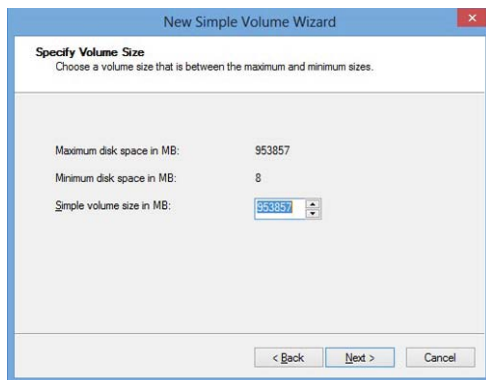 New Simple Volume Wizard
Specify Volume Size
Choose a volume size that is between the maximum and minimum sizes.
Maximum disk space in MB: 953857
Minimum disk space in MB: 8
Simple volume size in MB: 953857
< Back Next > Cancel